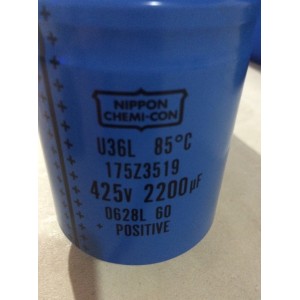 NIPPON
CHEMI-CON
U36L 85°C
175Z3519
425V 2200µF
0628L 60
POSITIVE